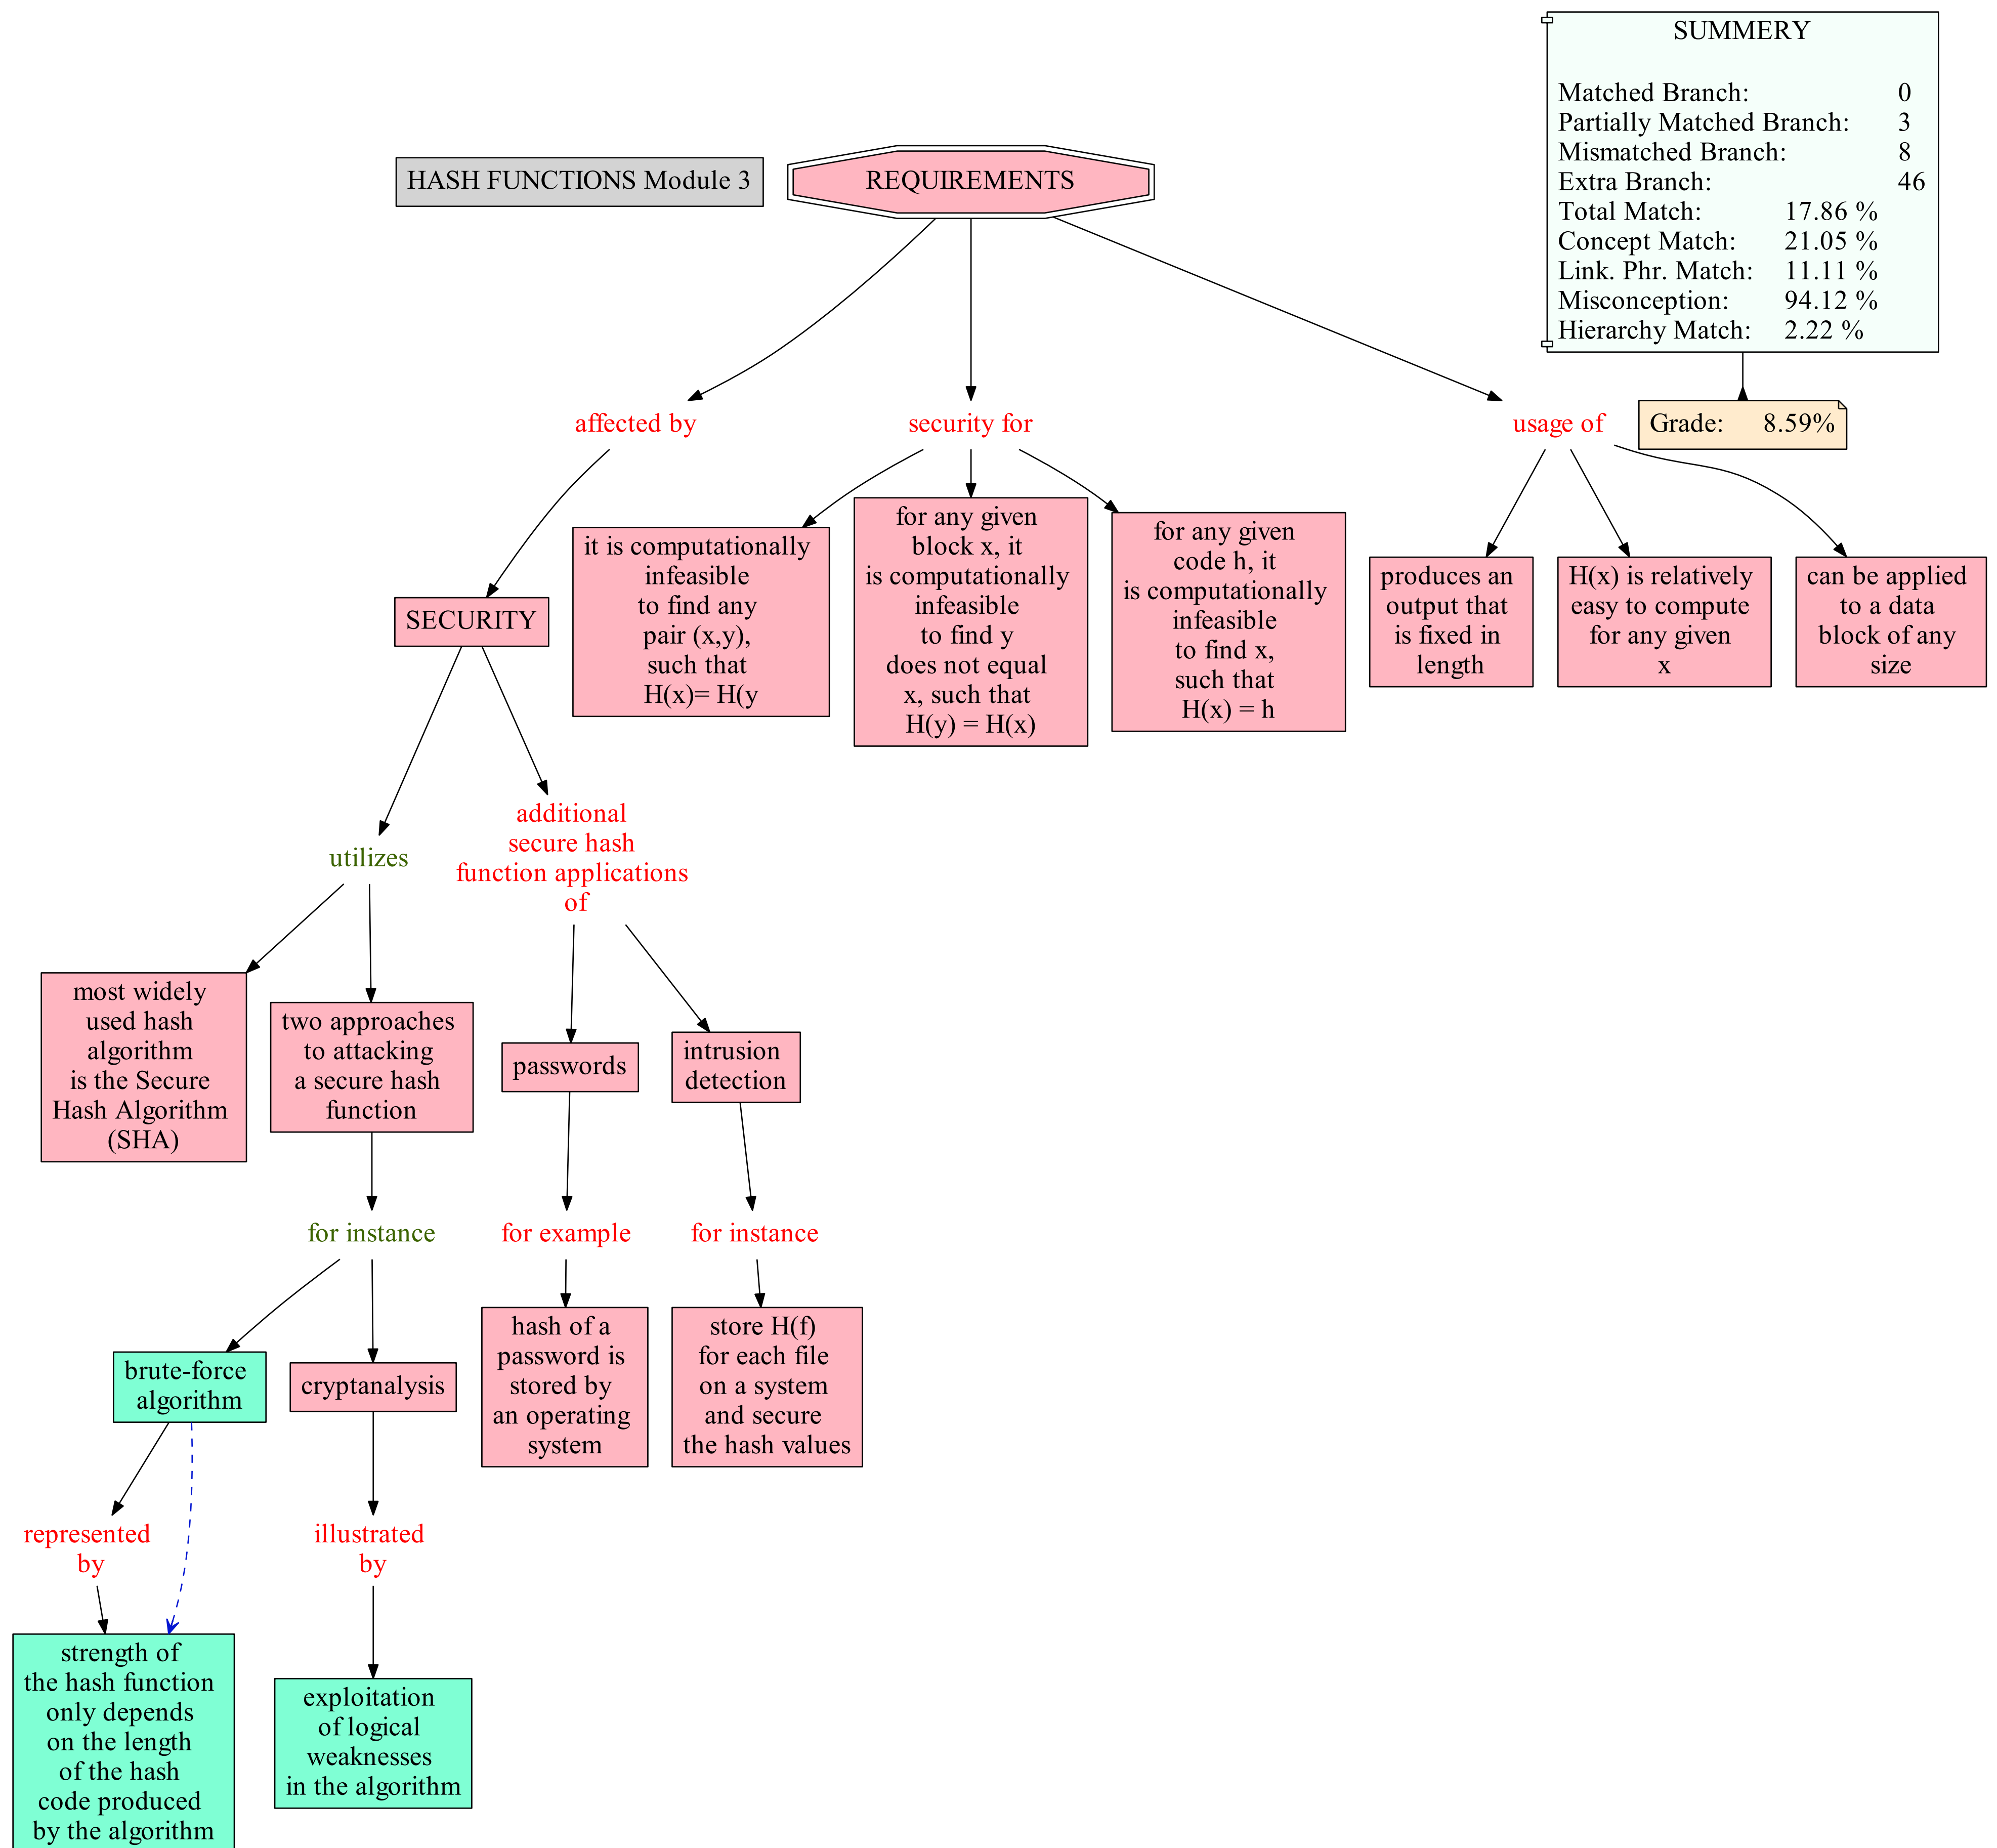 SUMMERY
Matched Branch: 0
Partially Matched Branch: 3
Mismatched Branch: 8
Extra Branch: 46
Total Match: 17.86 %
Concept Match: 21.05 %
Link. Phr. Match: 11.11 %
Misconception: 94.12 %
Hierarchy Match: 2.22 %
HASH FUNCTIONS Module 3
REQUIREMENTS
Grade: 8.59%
affected by
security for
usage of
it is computationally
infeasible
to find any
pair (x,y),
such that
H(x)= H(y
for any given
block x, it
is computationally
infeasible
to find y
does not equal
x, such that
H(y) = H(x)
for any given
code h, it
is computationally
infeasible
to find x,
such that
H(x) = h
produces an
output that
is fixed in
length
H(x) is relatively
easy to compute
for any given
x
can be applied
to a data
block of any
size
SECURITY
utilizes
additional
secure hash
function applications
of
most widely
used hash
algorithm
is the Secure
Hash Algorithm
(SHA)
two approaches
to attacking
a secure hash
function
passwords
intrusion
detection
for instance
for example
for instance
brute-force
algorithm
cryptanalysis
hash of a
password is
stored by
an operating
system
store H(f)
for each file
on a system
and secure
the hash values
represented
by
illustrated
by
strength of
the hash function
only depends
on the length
of the hash
code produced
by the algorithm
exploitation
of logical
weaknesses
in the algorithm